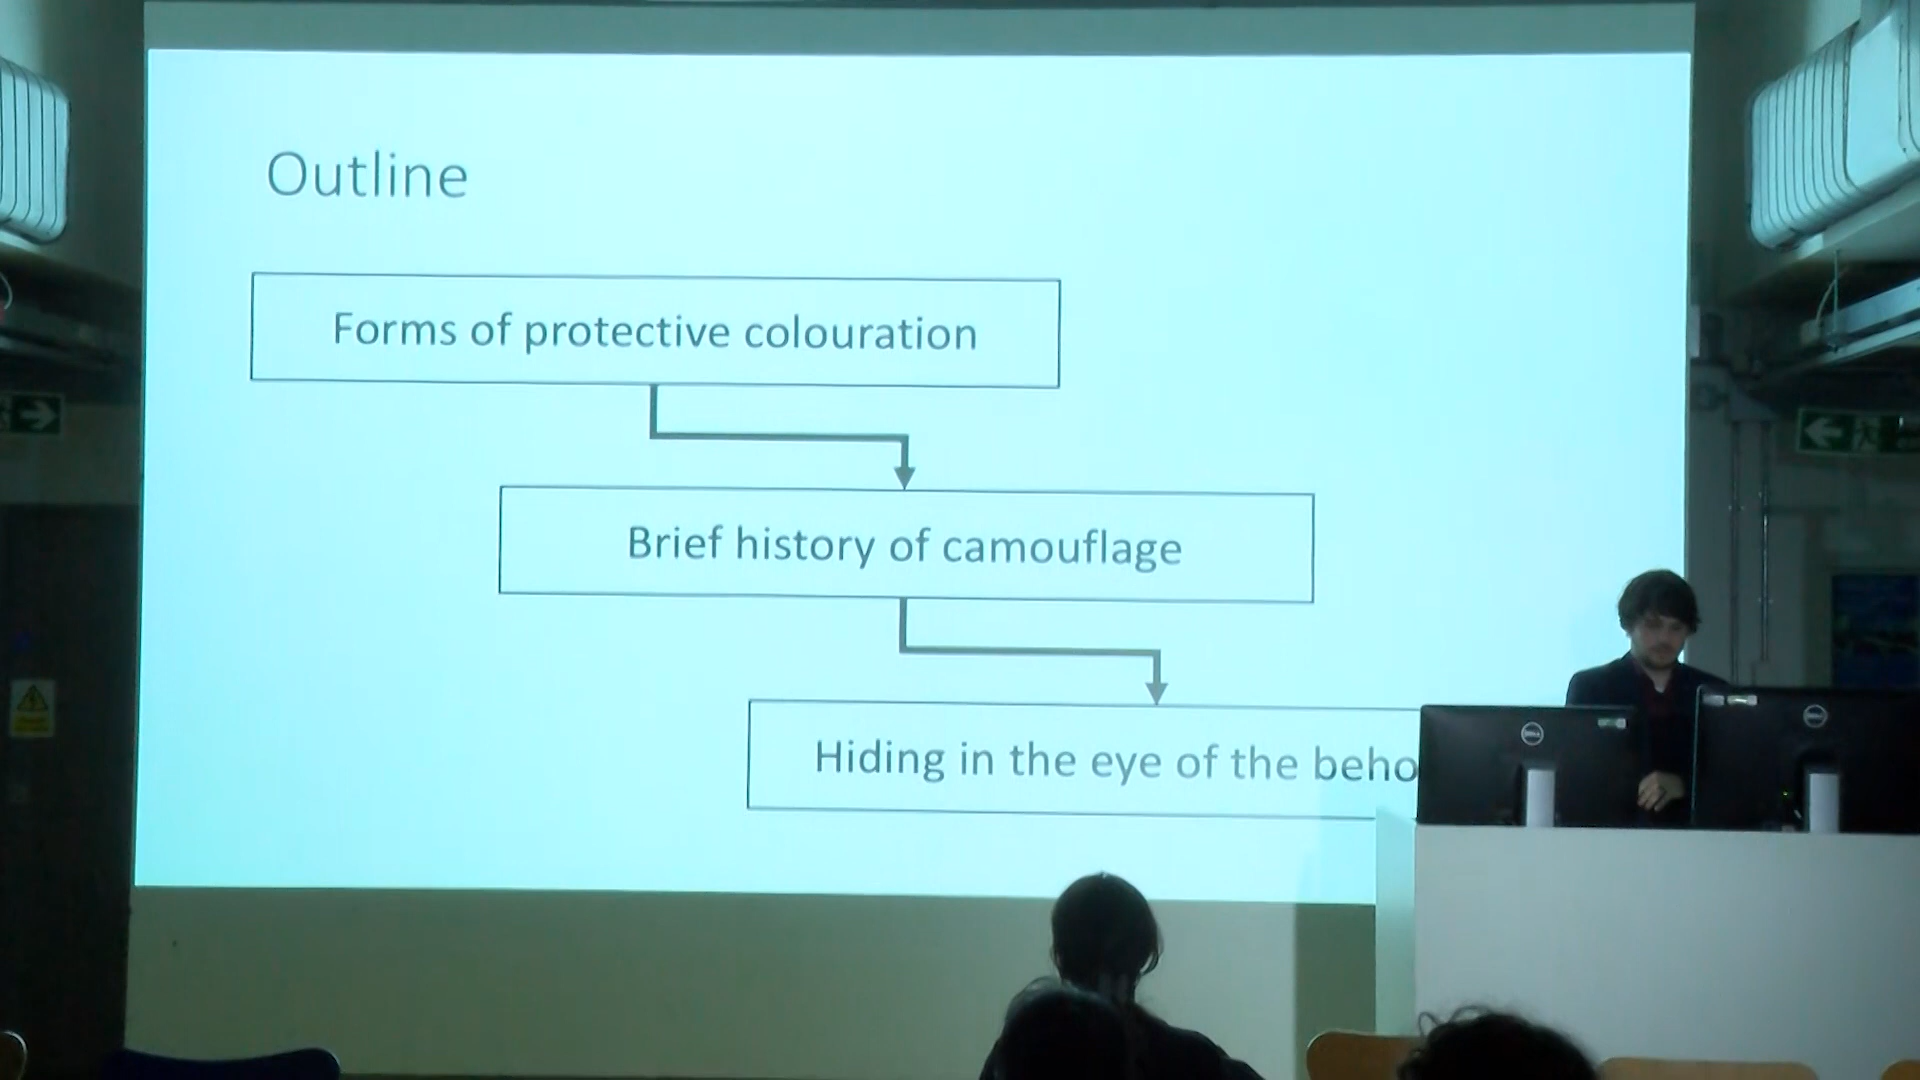 Outline
Forms of protective colouration
Brief history of camouflage
Hiding in the eye of the beho